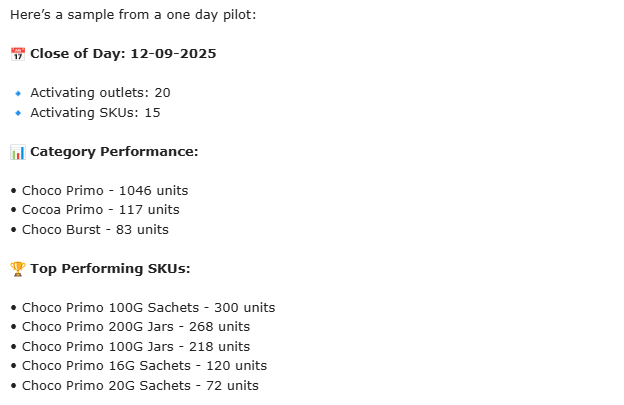 Here's a sample from a one day pilot:
📅 Close of Day: 12-09-2025
🔹 Activating outlets: 20
🔹 Activating SKUs: 15
📊 Category Performance:
• Choco Primo - 1046 units
• Cocoa Primo - 117 units
• Choco Burst - 83 units
🏆 Top Performing SKUs:
• Choco Primo 100G Sachets - 300 units
• Choco Primo 200G Jars - 268 units
• Choco Primo 100G Jars - 218 units
• Choco Primo 16G Sachets - 120 units
• Choco Primo 20G Sachets - 72 units